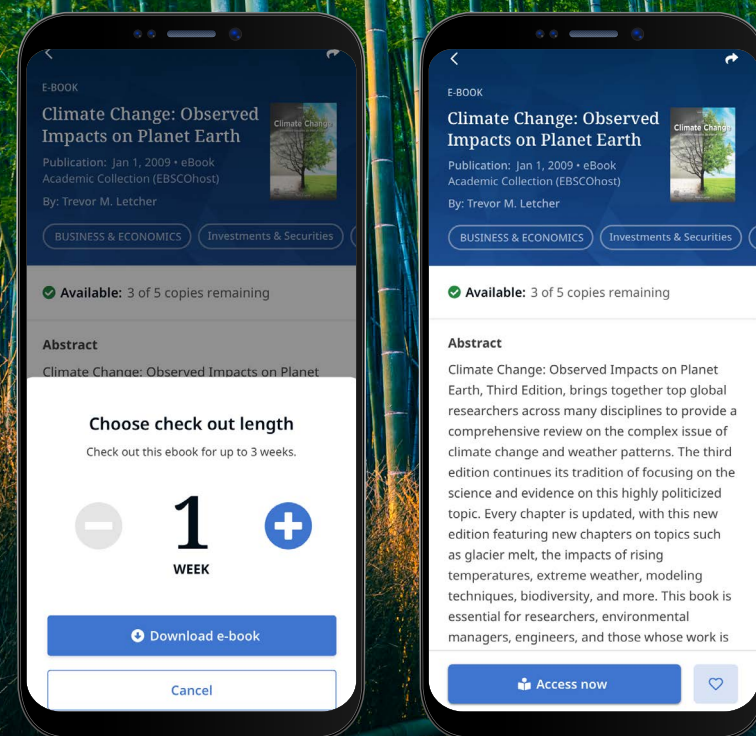 E-BOOK
Climate Change: Observed
Impacts on Planet Earth
Climate Change
Publication: Jan 1, 2009 • eBook
Academic Collection (EBSCOhost)
By: Trevor M. Letcher
BUSINESS & ECONOMICS
Investments & Securities
Available: 3 of 5 copies remaining
Abstract
Climate Change: Observed Impacts on Planet
Choose check out length
Check out this ebook for up to 3 weeks.
1
WEEK
Download e-book
Cancel
E-BOOK
Climate Change: Observed
Impacts on Planet Earth
Climate Change
Publication: Jan 1, 2009 • eBook
Academic Collection (EBSCOhost)
By: Trevor M. Letcher
BUSINESS & ECONOMICS
Investments & Securities
Available: 3 of 5 copies remaining
Abstract
Climate Change: Observed Impacts on Planet
Earth, Third Edition, brings together top global
researchers across many disciplines to provide a
comprehensive review on the complex issue of
climate change and weather patterns. The third
edition continues its tradition of focusing on the
science and evidence on this highly politicized
topic. Every chapter is updated, with this new
edition featuring new chapters on topics such
as glacier melt, the impacts of rising
temperatures, extreme weather, modeling
techniques, biodiversity, and more. This book is
essential for researchers, environmental
managers, engineers, and those whose work is
Access now